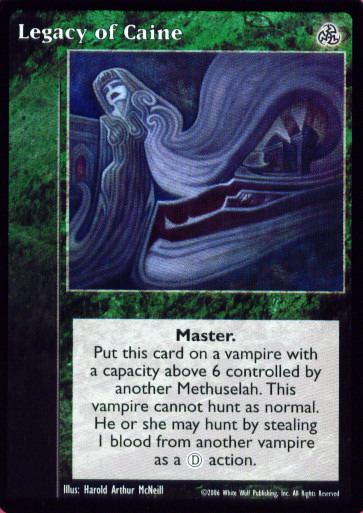 Legacy of Caine
Master.
Put this card on a vampire with
a capacity above 6 controlled by
another Methuselah. This
vampire cannot hunt as normal.
He or she may hunt by stealing
1 blood from another vampire
as a Ⓓ action.
Illus: Harold Arthur McNeill
©2006 White Wolf Publishing, Inc. All Rights Reserved.